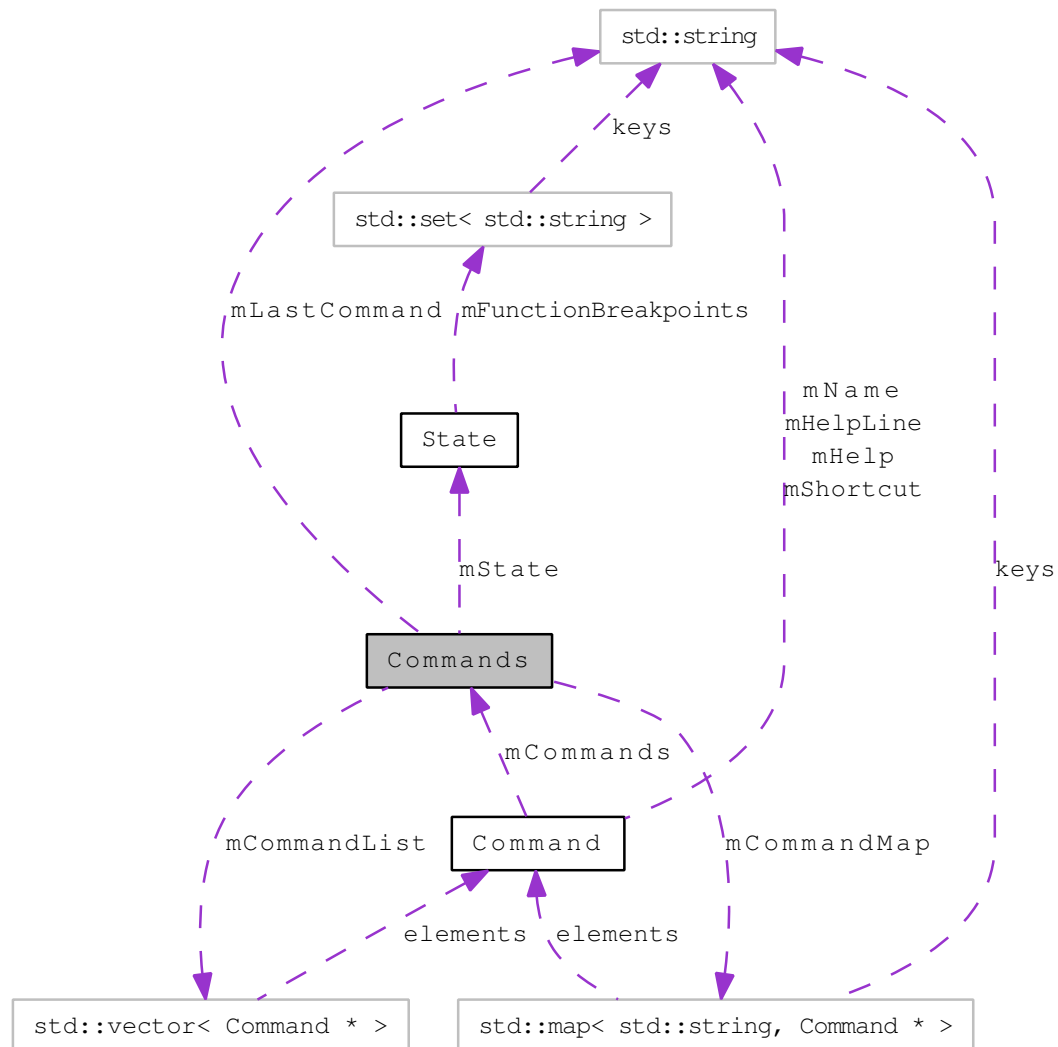 std::string
keys
std::set< std::string >
mLastCommand
mFunctionBreakpoints
mName
mHelpLine
mHelp
mShortcut
State
mState
keys
Commands
mCommands
mCommandList
Command
mCommandMap
elements
elements
std::vector< Command * >
std::map< std::string, Command * >